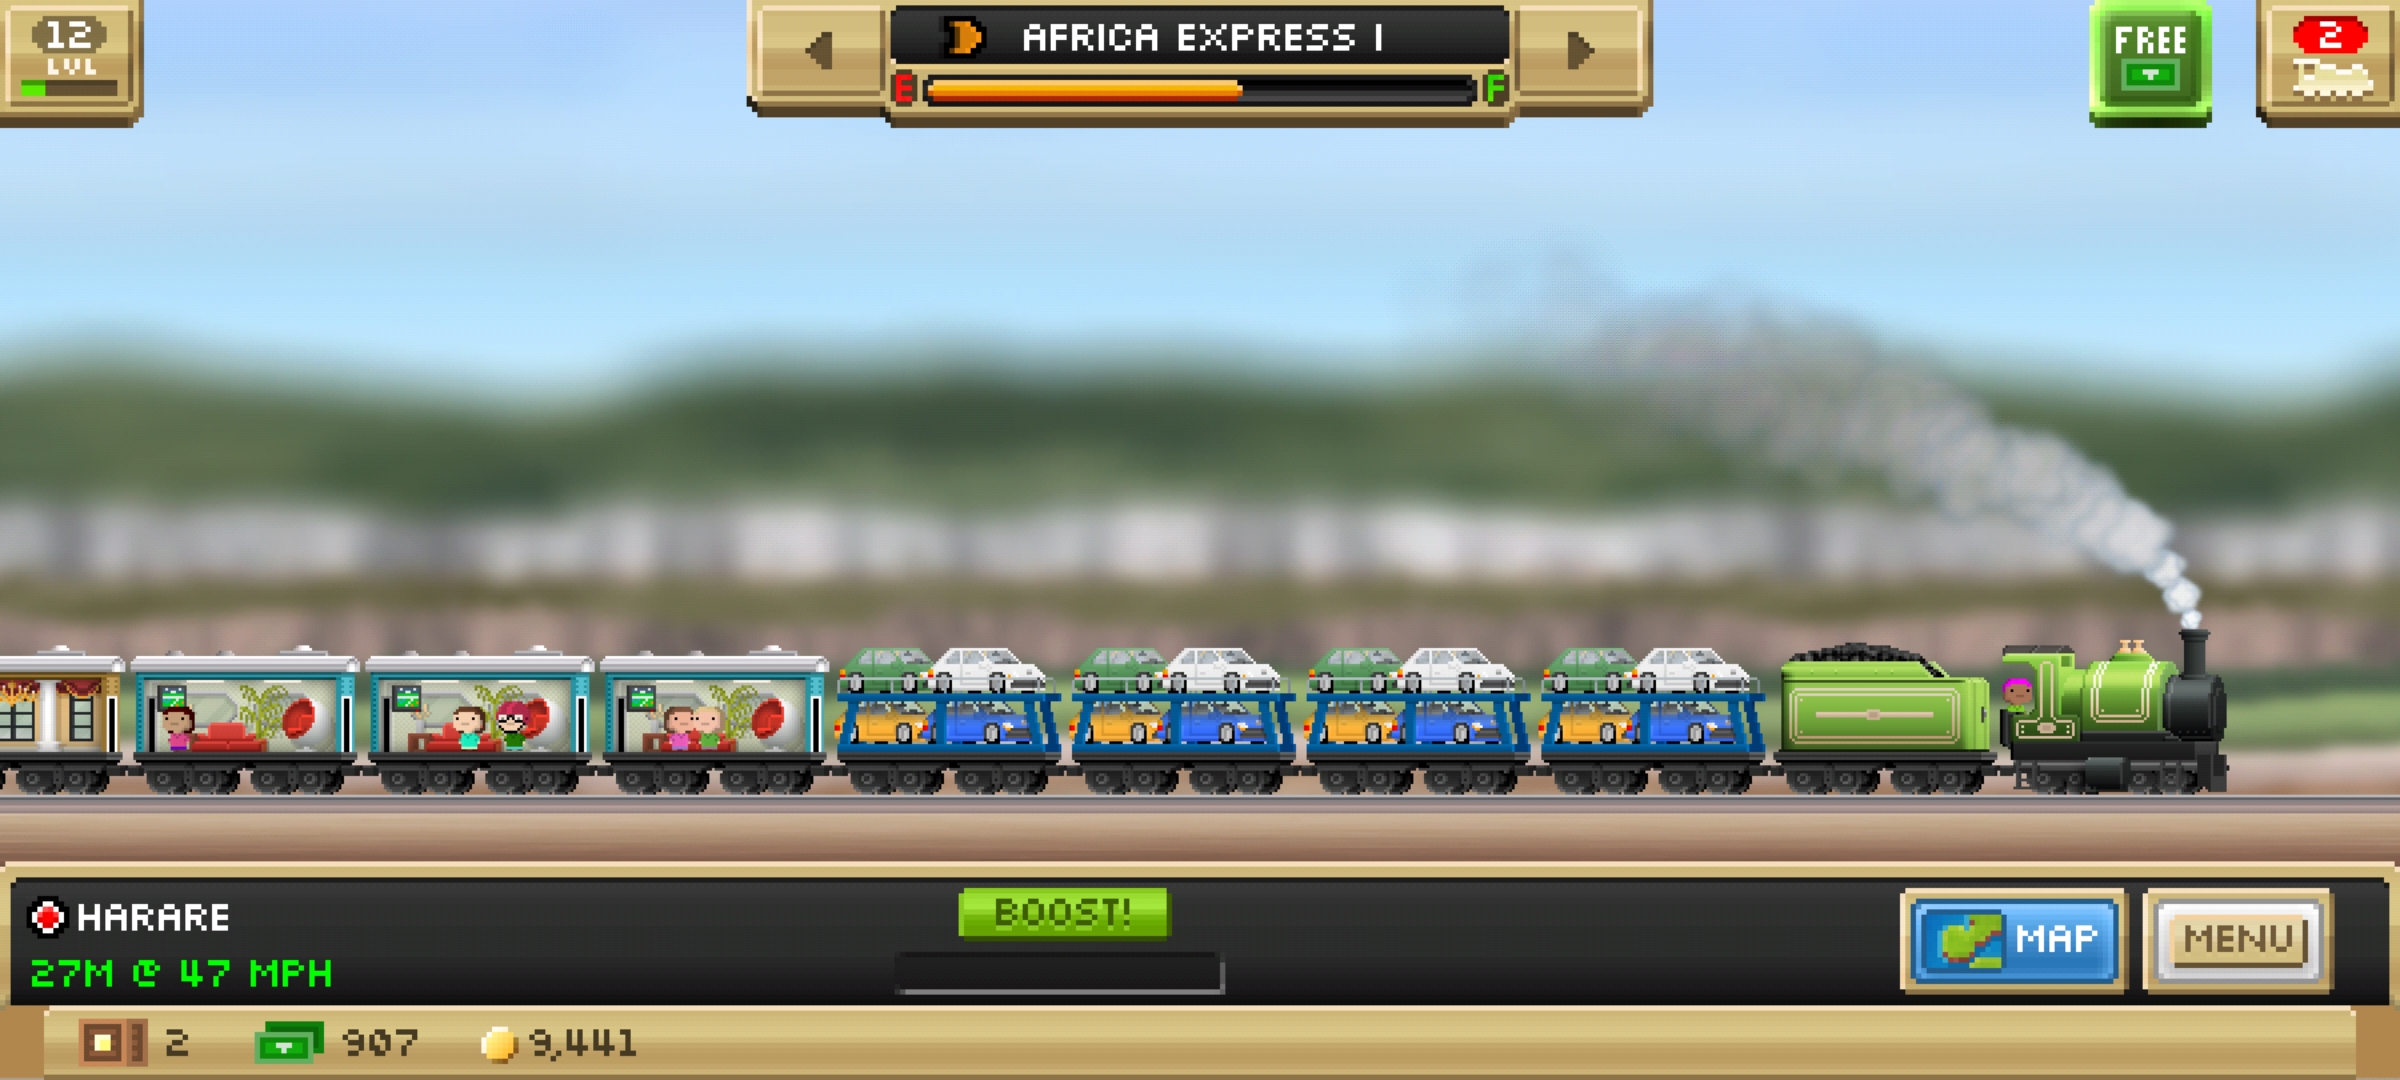 12
LVL
AFRICA EXPRESS I
E F
FREE
2
HARARE
27M @ 47 MPH
BOOST!
MAP
MENU
2
907
9,441